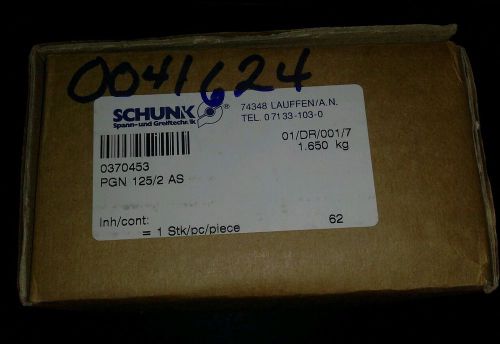 0041624
SCHUNK ®
Spann- und Greiftechnik
74348 LAUFFEN/A.N.
TEL. 07133-103-0
01/DR/001/7
1.650 kg
0370453
PGN 125/2 AS
Inh/cont:
62
= 1 Stk/pc/piece